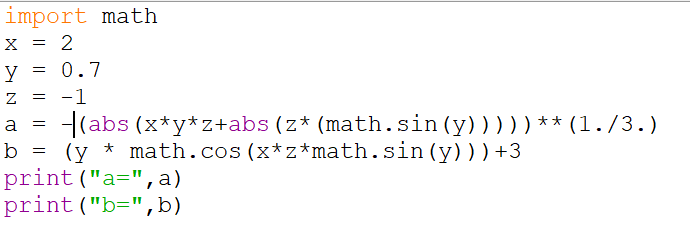 import math
x = 2
y = 0.7
z = -1
a = -(abs(x*y*z+abs(z*(math.sin(y)))))**(1./3.)
b = (y * math.cos(x*z*math.sin(y)))+3
print("a=",a)
print("b=",b)